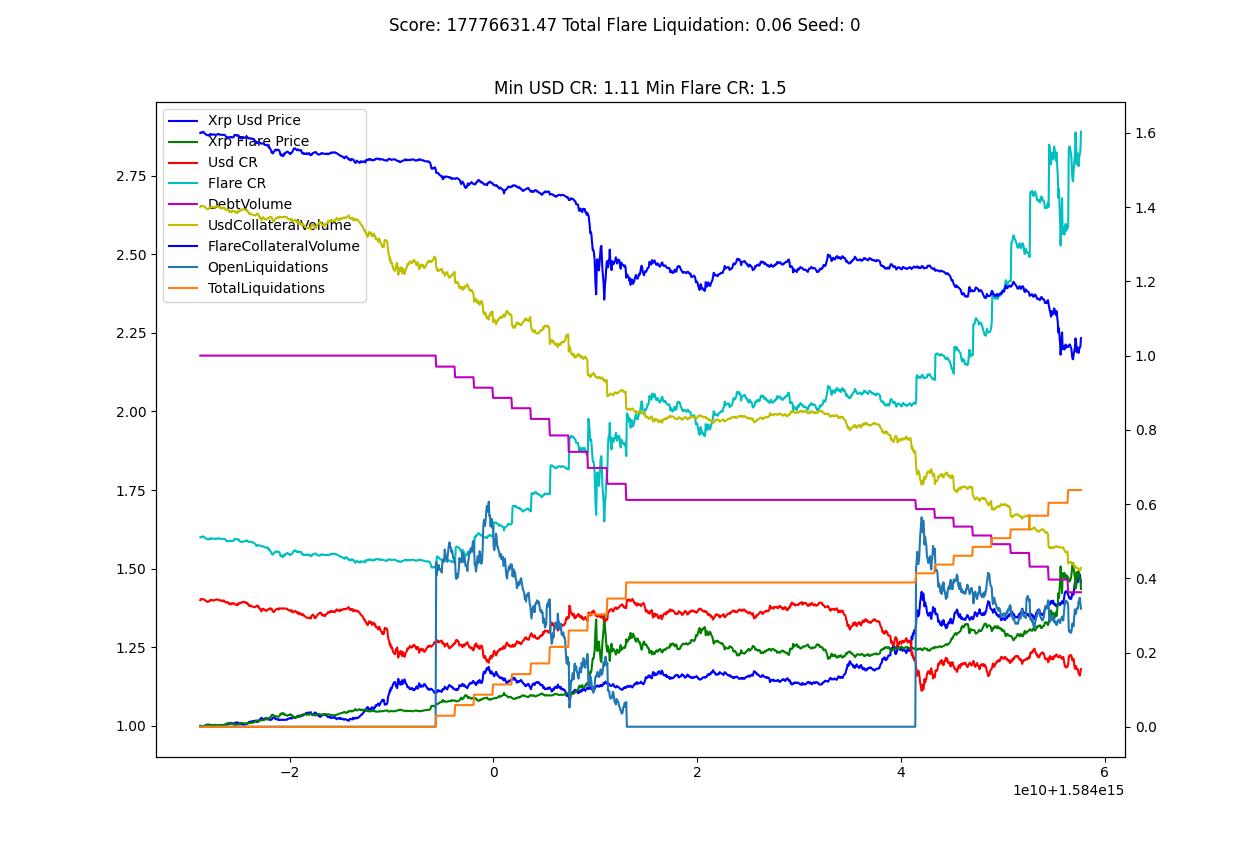 Score: 17776631.47 Total Flare Liquidation: 0.06 Seed: 0
Min USD CR: 1.11 Min Flare CR: 1.5
Xrp Usd Price
Xrp Flare Price
Usd CR
Flare CR
DebtVolume
UsdCollateralVolume
FlareCollateralVolume
OpenLiquidations
TotalLiquidations
2.75
2.50
2.25
2.00
1.75
1.50
1.25
1.00
1.6
1.4
1.2
1.0
0.8
0.6
0.4
0.2
0.0
−2 0 2 4 6
1e10+1.584e15